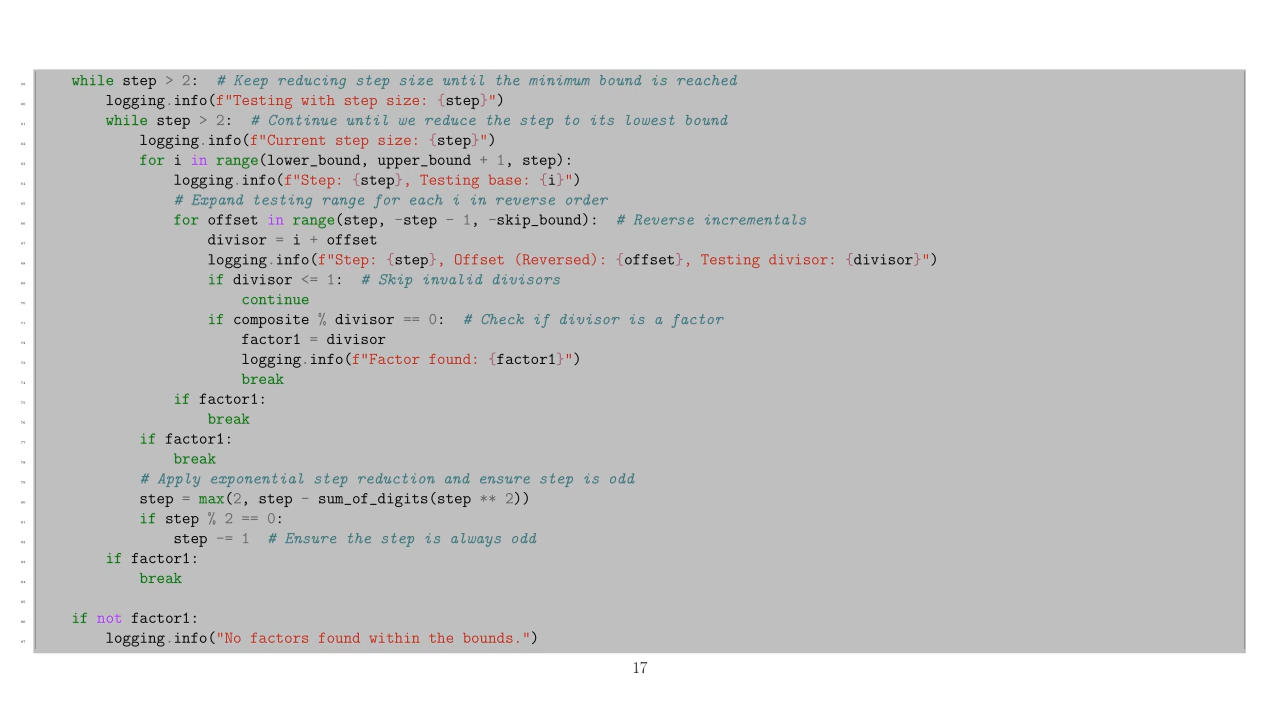 while step > 2:  # Keep reducing step size until the minimum bound is reached
    logging.info(f"Testing with step size: {step}")
    while step > 2:  # Continue until we reduce the step to its lowest bound
        logging.info(f"Current step size: {step}")
        for i in range(lower_bound, upper_bound + 1, step):
            logging.info(f"Step: {step}, Testing base: {i}")
            # Expand testing range for each i in reverse order
            for offset in range(step, -step - 1, -skip_bound):  # Reverse incrementals
                divisor = i + offset
                logging.info(f"Step: {step}, Offset (Reversed): {offset}, Testing divisor: {divisor}")
                if divisor <= 1:  # Skip invalid divisors
                    continue
                if composite % divisor == 0:  # Check if divisor is a factor
                    factor1 = divisor
                    logging.info(f"Factor found: {factor1}")
                    break
            if factor1:
                break
        if factor1:
            break
        # Apply exponential step reduction and ensure step is odd
        step = max(2, step - sum_of_digits(step ** 2))
        if step % 2 == 0:
            step -= 1  # Ensure the step is always odd
    if factor1:
        break

if not factor1:
    logging.info("No factors found within the bounds.")
17